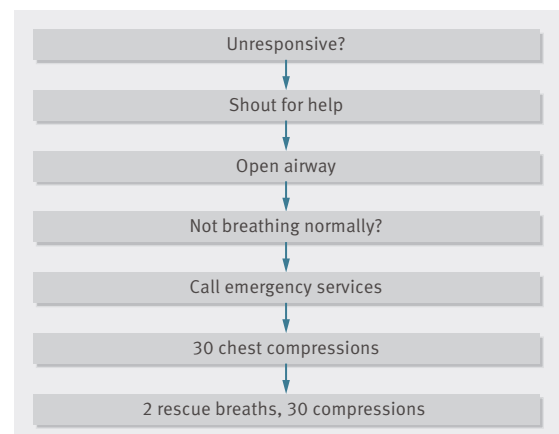 Unresponsive?
Shout for help
Open airway
Not breathing normally?
Call emergency services
30 chest compressions
2 rescue breaths, 30 compressions